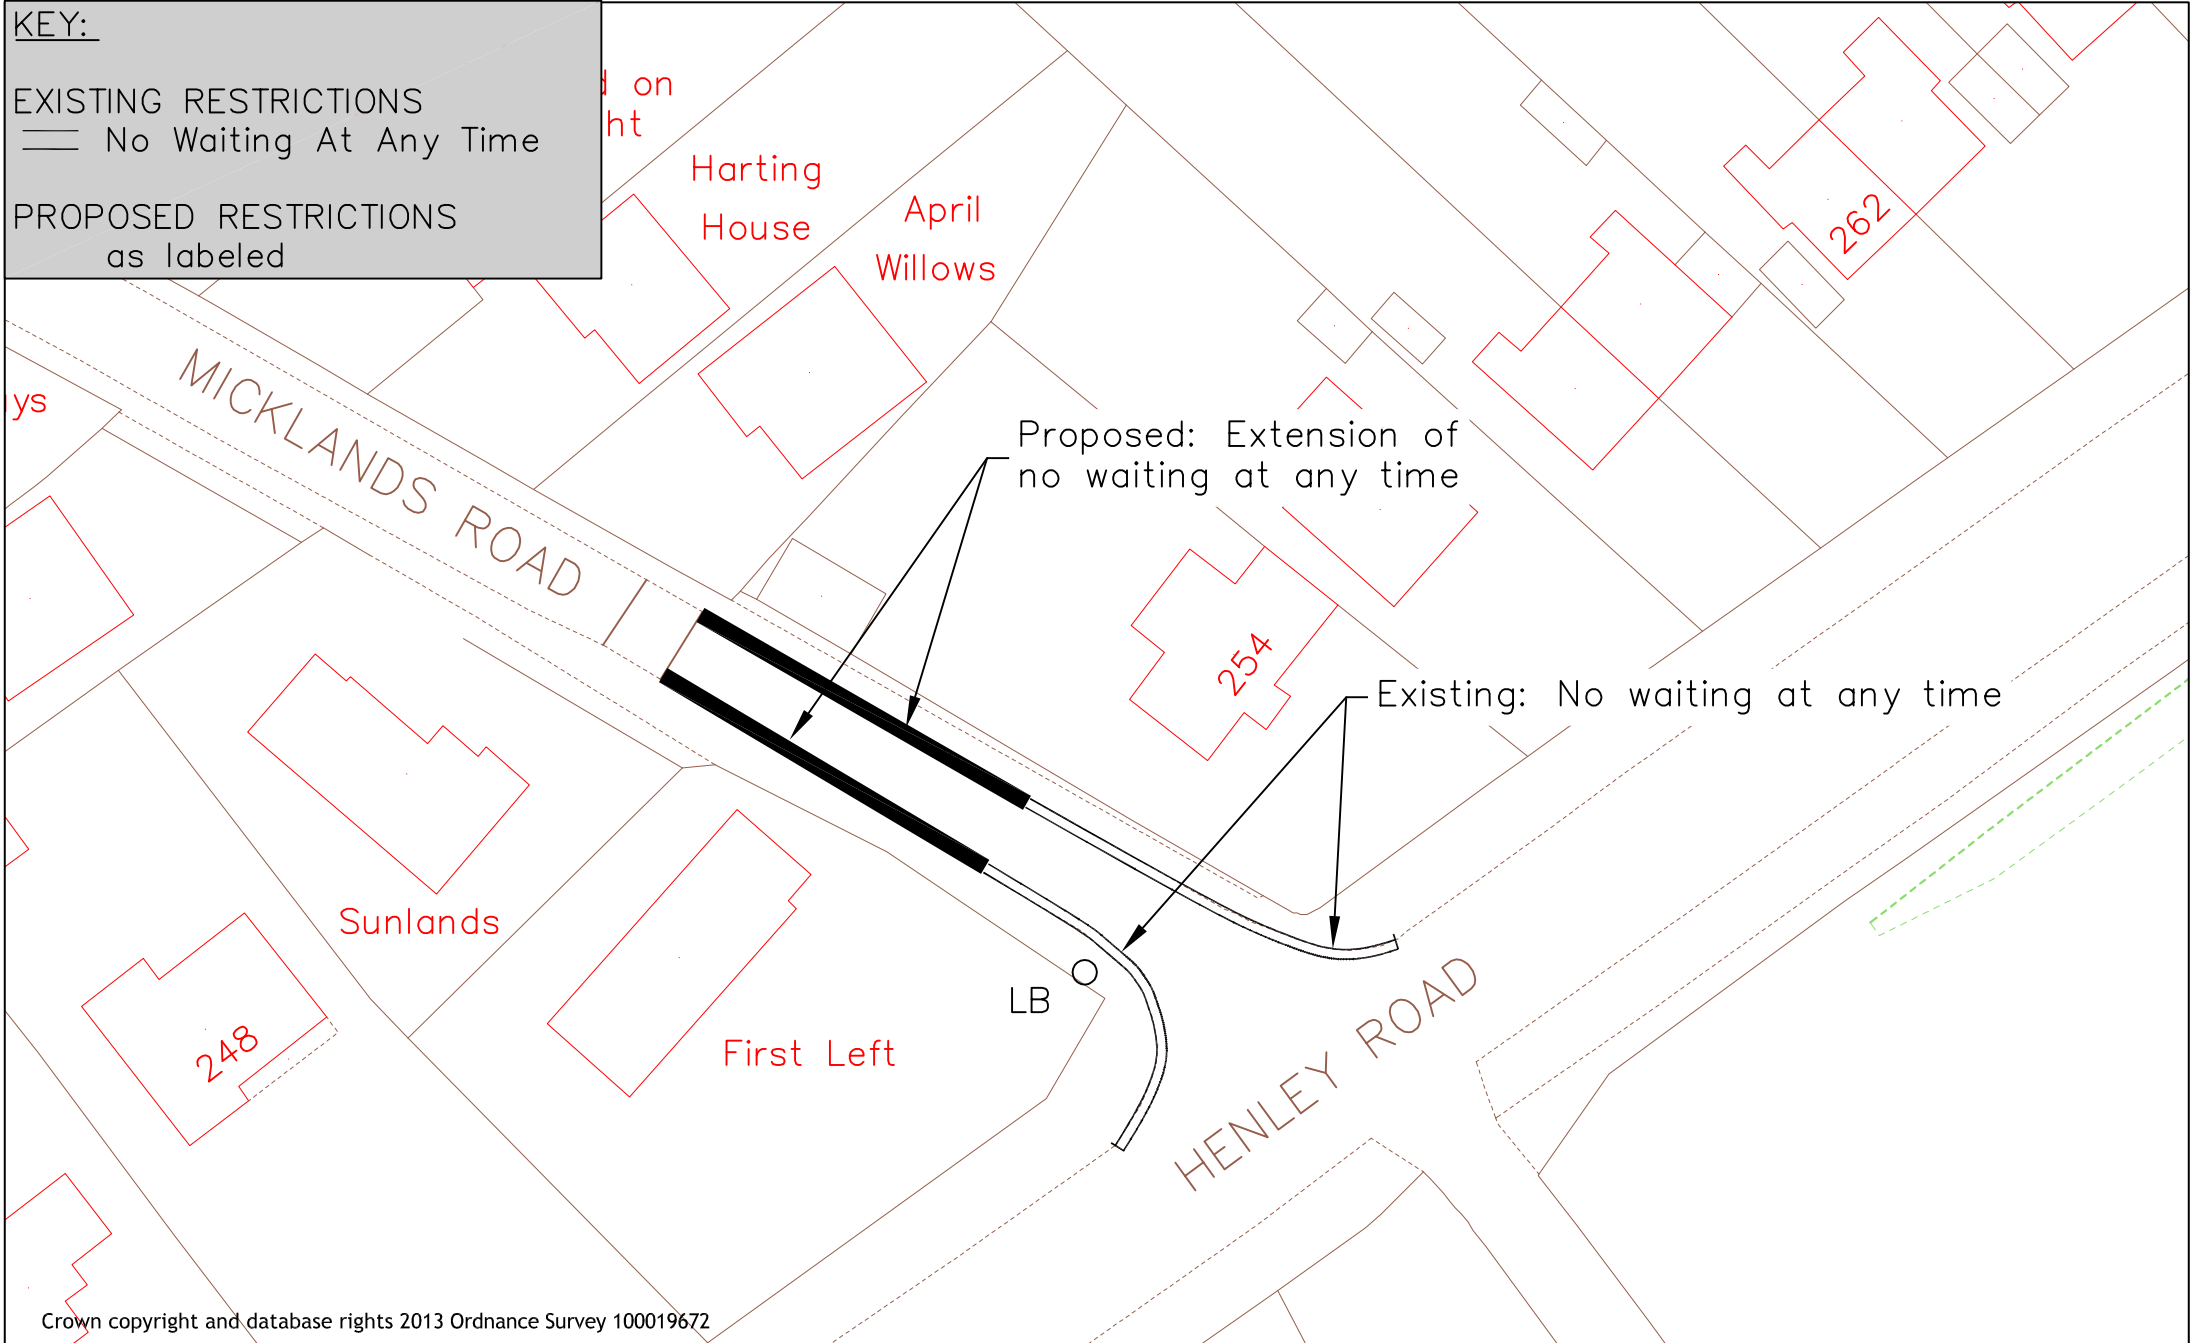 KEY:
EXISTING RESTRICTIONS
No Waiting At Any Time
PROPOSED RESTRICTIONS
as labeled
on
Harting
House
April
Willows
262
MICKLANDS ROAD
Proposed: Extension of
no waiting at any time
254
Existing: No waiting at any time
Sunlands
248
First Left
LB
HENLEY ROAD
Crown copyright and database rights 2013 Ordnance Survey 100019672